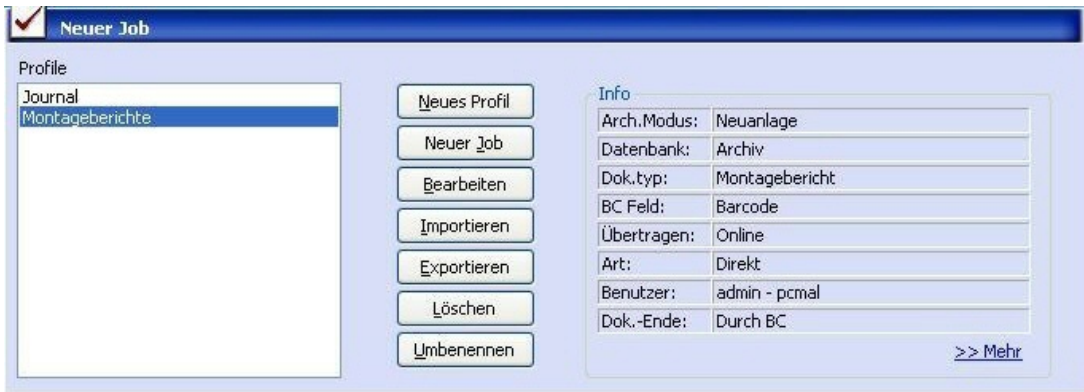 Neuer Job
Profile
Journal
Montageberichte
Neues Profil
Neuer Job
Bearbeiten
Importieren
Exportieren
Löschen
Umbenennen
Info
Arch.Modus: Neuanlage
Datenbank: Archiv
Dok.typ: Montagebericht
BC Feld: Barcode
Übertragen: Online
Art: Direkt
Benutzer: admin - pcmal
Dok.-Ende: Durch BC
>> Mehr